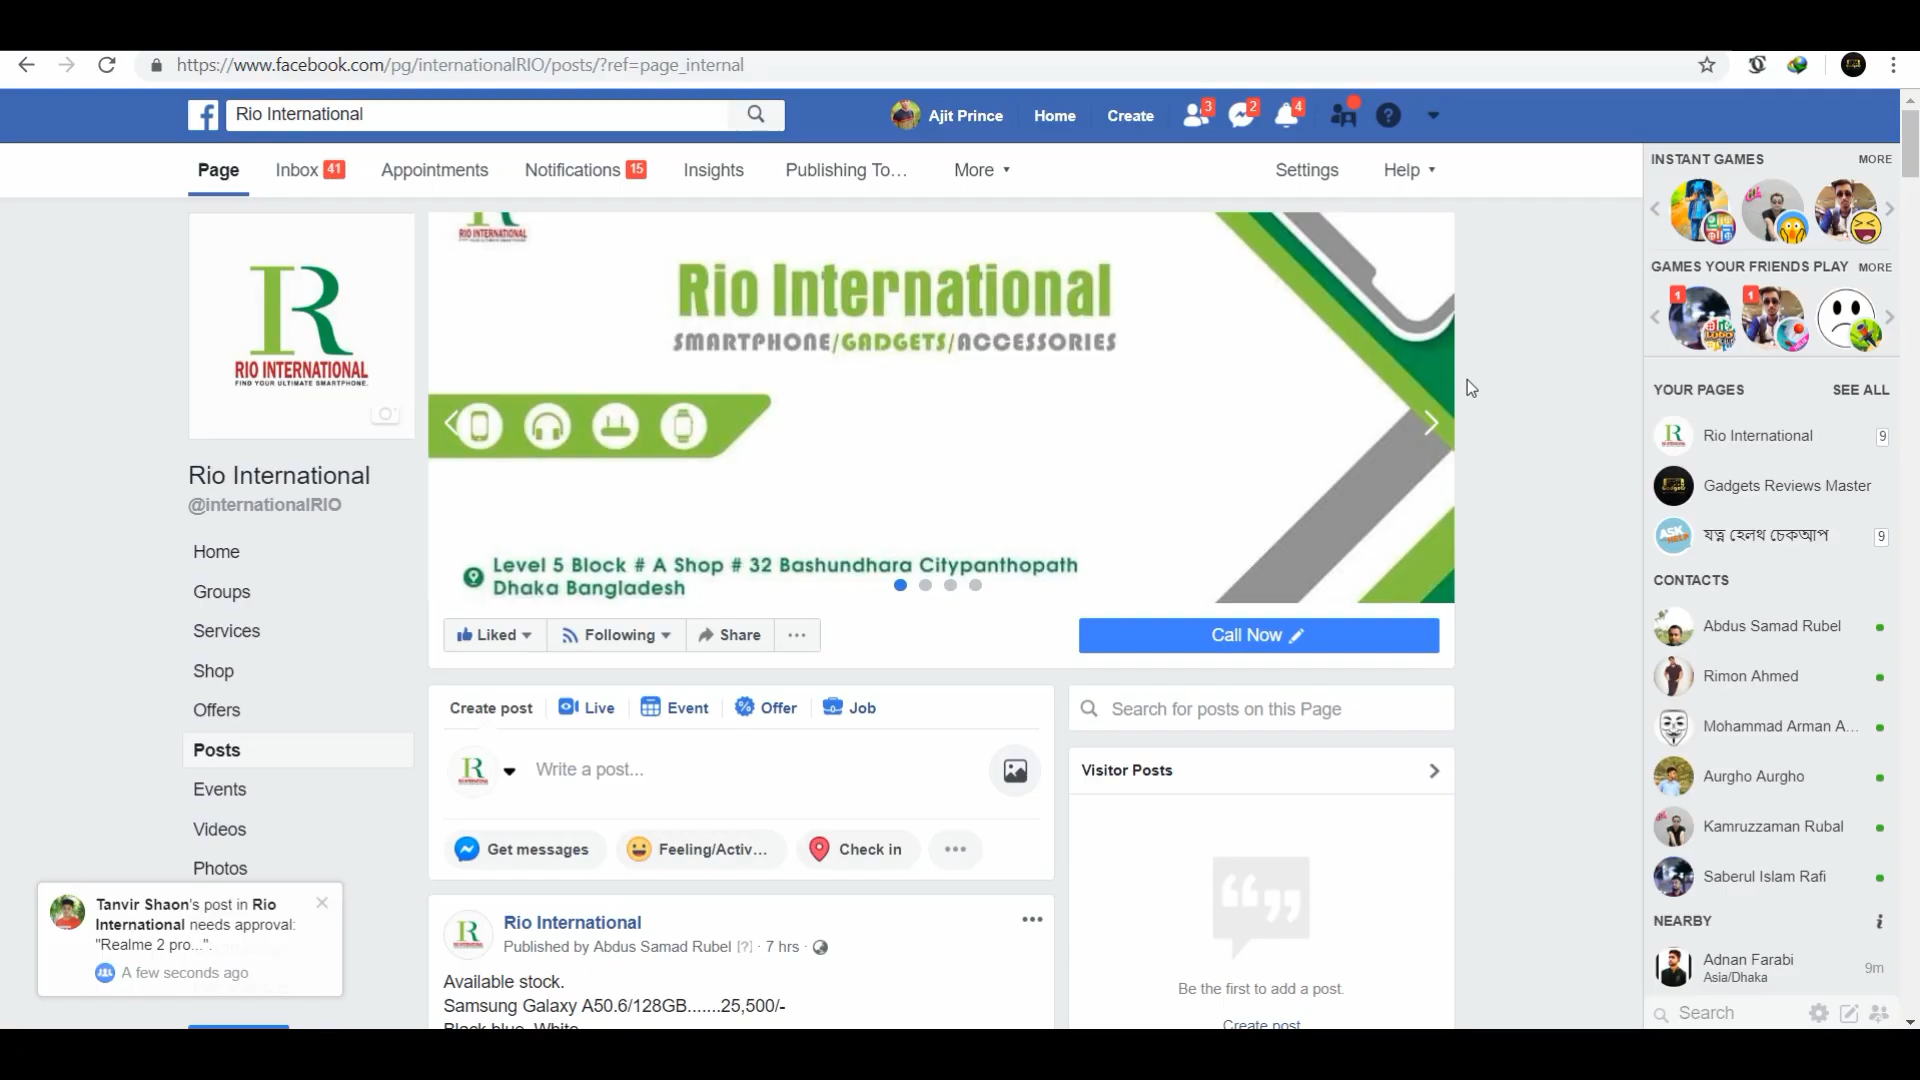 https://www.facebook.com/pg/internationalRIO/posts/?ref=page_internal
Rio International
Ajit Prince
Home
Create
3
2
4
Page
Inbox 41
Appointments
Notifications 15
Insights
Publishing To...
More
Settings
Help
RIO INTERNATIONAL
FIND YOUR ULTIMATE SMARTPHONE.
Rio International
@internationalRIO
Home
Groups
Services
Shop
Offers
Posts
Events
Videos
Photos
RIO INTERNATIONAL
Rio International
SMARTPHONE/GADGETS/ACCESSORIES
Level 5 Block # A Shop # 32 Bashundhara Citypanthopath
Dhaka Bangladesh
Liked
Following
Share
Call Now
Create post
Live
Event
Offer
Job
Write a post...
Get messages
Feeling/Activ...
Check in
Rio International
Published by Abdus Samad Rubel [?] · 7 hrs ·
Available stock.
Samsung Galaxy A50.6/128GB.......25,500/-
Black blue, White
Search for posts on this Page
Visitor Posts
Be the first to add a post.
Create post
Tanvir Shaon's post in Rio
International needs approval:
"Realme 2 pro...".
A few seconds ago
INSTANT GAMES
MORE
GAMES YOUR FRIENDS PLAY
MORE
1
1
YOUR PAGES
SEE ALL
Rio International
9
Gadgets Reviews Master
যত্ন হেলথ চেকআপ
9
CONTACTS
Abdus Samad Rubel
Rimon Ahmed
Mohammad Arman A...
Aurgho Aurgho
Kamruzzaman Rubal
Saberul Islam Rafi
NEARBY
Adnan Farabi
Asia/Dhaka
9m
Search